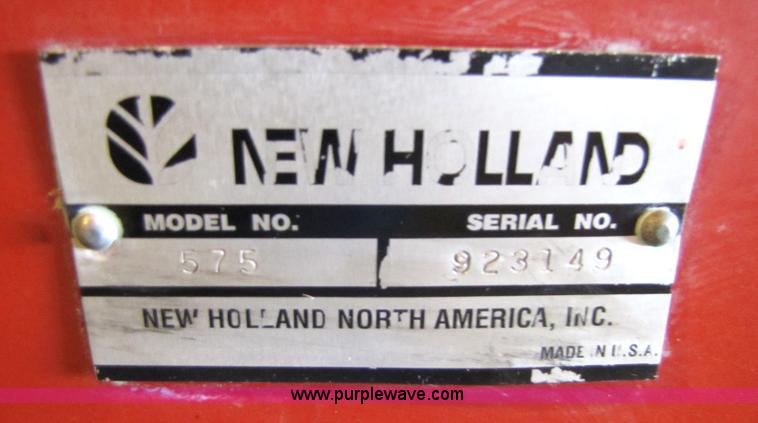 NEW HOLLAND
MODEL NO. SERIAL NO.
575 923149
NEW HOLLAND NORTH AMERICA, INC.
MADE IN U.S.A.
www.purplewave.com